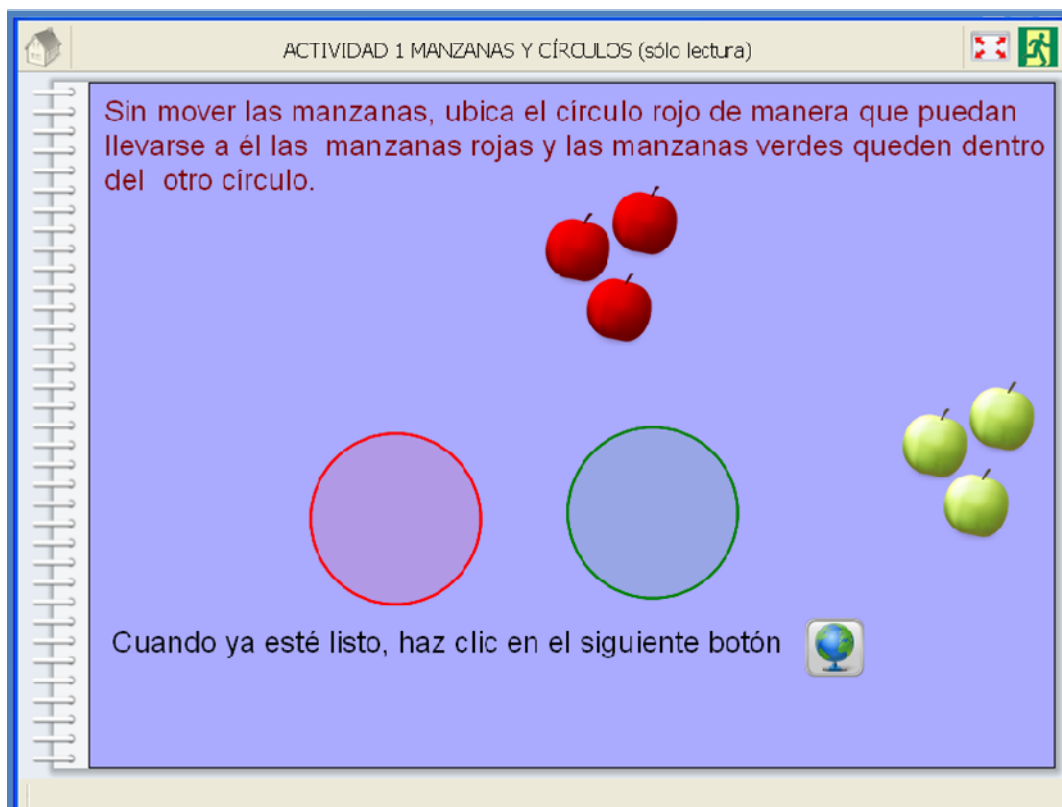 ACTIVIDAD 1 MANZANAS Y CÍRCULOS (sólo lectura)
Sin mover las manzanas, ubica el círculo rojo de manera que puedan
llevarse a él las manzanas rojas y las manzanas verdes queden dentro
del otro círculo.
Cuando ya esté listo, haz clic en el siguiente botón